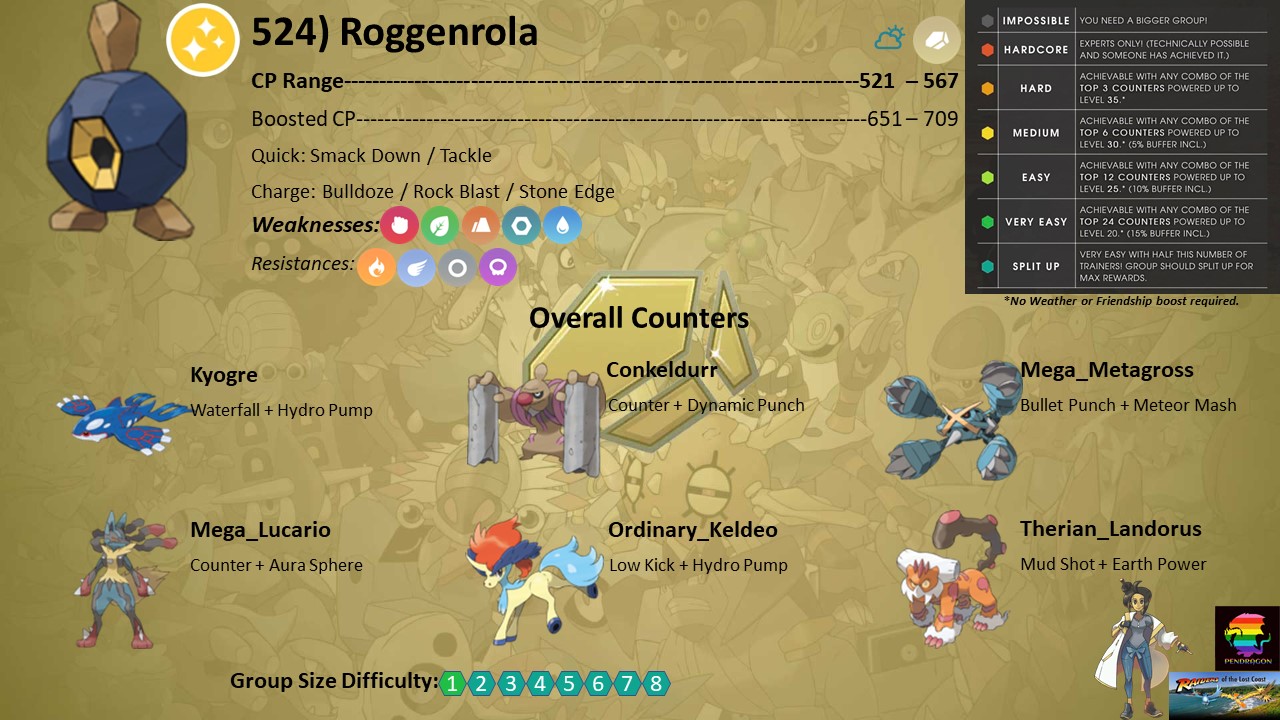 524) Roggenrola
CP Range-----521 – 567
Boosted CP-----651 – 709
Quick: Smack Down / Tackle
Charge: Bulldoze / Rock Blast / Stone Edge
Weaknesses:
Resistances:
IMPOSSIBLE YOU NEED A BIGGER GROUP!
HARDCORE EXPERTS ONLY! (TECHNICALLY POSSIBLE
AND SOMEONE HAS ACHIEVED IT.)
HARD ACHIEVABLE WITH ANY COMBO OF THE
TOP 3 COUNTERS POWERED UP TO
LEVEL 35.*
MEDIUM ACHIEVABLE WITH ANY COMBO OF THE
TOP 6 COUNTERS POWERED UP TO
LEVEL 30.* (5% BUFFER INCL.)
EASY ACHIEVABLE WITH ANY COMBO OF THE
TOP 12 COUNTERS POWERED UP TO
LEVEL 25.* (10% BUFFER INCL.)
VERY EASY ACHIEVABLE WITH ANY COMBO OF THE
TOP 24 COUNTERS POWERED UP TO
LEVEL 20.* (15% BUFFER INCL.)
SPLIT UP VERY EASY WITH HALF THIS NUMBER OF
TRAINERS! GROUP SHOULD SPLIT UP FOR
MAX REWARDS.
*No Weather or Friendship boost required.
Overall Counters
Kyogre
Waterfall + Hydro Pump
Conkeldurr
Counter + Dynamic Punch
Mega_Metagross
Bullet Punch + Meteor Mash
Mega_Lucario
Counter + Aura Sphere
Ordinary_Keldeo
Low Kick + Hydro Pump
Therian_Landorus
Mud Shot + Earth Power
Group Size Difficulty: 1 2 3 4 5 6 7 8
PENDRAGON
RAIDERS of the Lost Coast